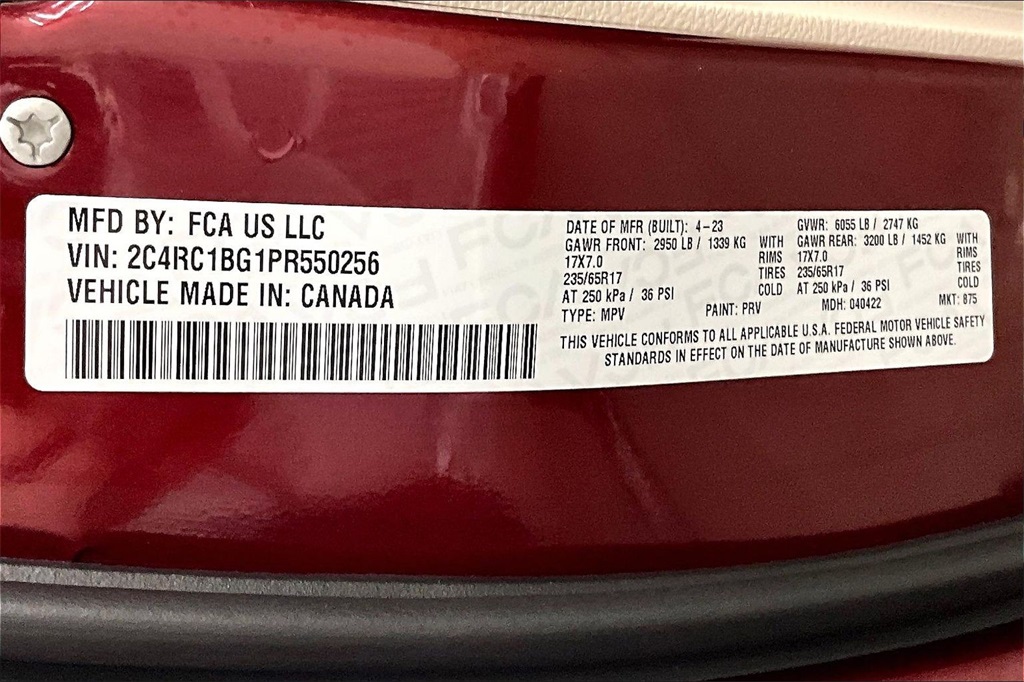 MFD BY: FCA US LLC
VIN: 2C4RC1BG1PR550256
VEHICLE MADE IN: CANADA
DATE OF MFR (BUILT): 4-23
GVWR: 6055 LB / 2747 KG
GAWR FRONT: 2950 LB / 1339 KG WITH
17X7.0 RIMS
235/65R17 TIRES
AT 250 kPa / 36 PSI COLD
GAWR REAR: 3200 LB / 1452 KG WITH
17X7.0 RIMS
235/65R17 TIRES
AT 250 kPa / 36 PSI COLD
TYPE: MPV PAINT: PRV MDH: 040422 MKT: 875
THIS VEHICLE CONFORMS TO ALL APPLICABLE U.S.A. FEDERAL MOTOR VEHICLE SAFETY
STANDARDS IN EFFECT ON THE DATE OF MANUFACTURE SHOWN ABOVE.